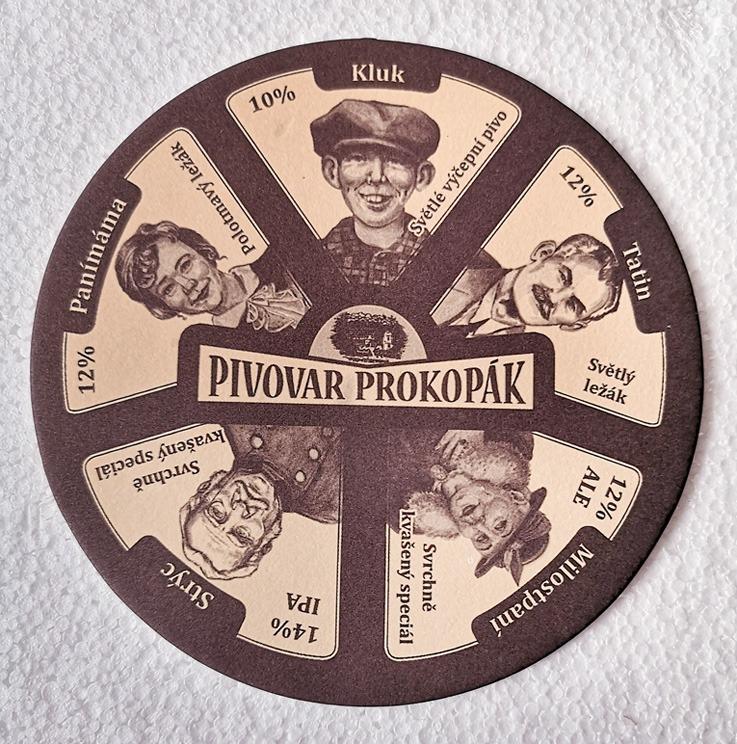 Kluk
10%
Světlé výčepní pivo
12%
Tatin
Světlý
ležák
12%
ALE
Milostpaní
Svrchně
kvašený speciál
14%
IPA
Strýc
Svrchně
kvašený speciál
12%
Panímáma
Polotmavý ležák
PIVOVAR PROKOPÁK